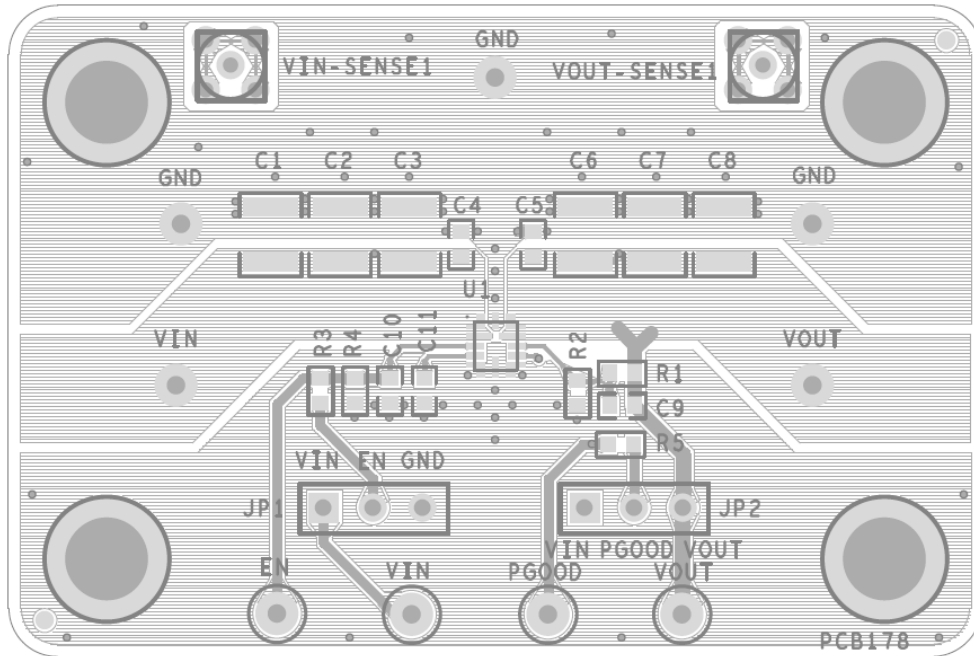 GND
VIN-SENSE1 VOUT-SENSE1
C1 C2 C3 C6 C7 C8
GND GND
C4 C5
U1
VIN R3 R4 C10 C11 R2 VOUT
R1
C9
R5
VIN EN GND
JP1 JP2
VIN PGOOD VOUT
EN VIN PGOOD VOUT
PCB178